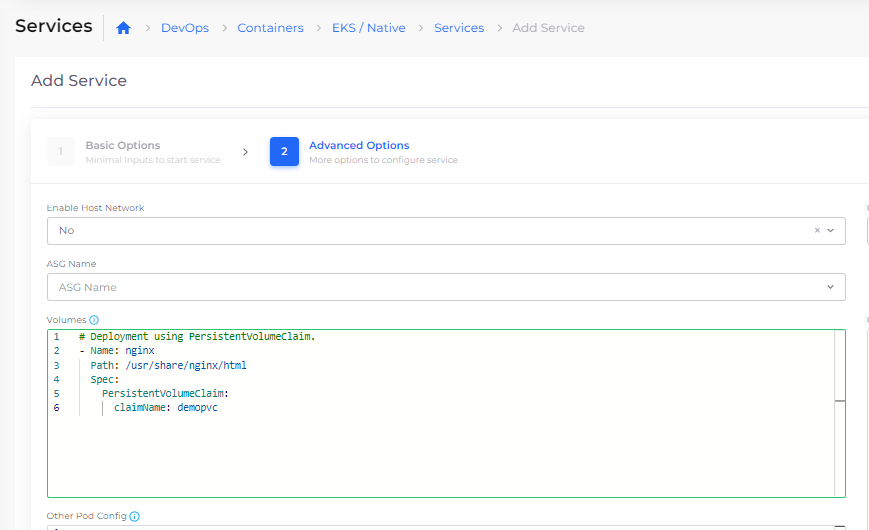 Services
DevOps > Containers > EKS / Native > Services > Add Service
Add Service
1 Basic Options
Minimal Inputs to start service
2 Advanced Options
More options to configure service
Enable Host Network
No
ASG Name
ASG Name
Volumes
1 # Deployment using PersistentVolumeClaim.
2 - Name: nginx
3 Path: /usr/share/nginx/html
4 Spec:
5 PersistentVolumeClaim:
6 claimName: demopvc
Other Pod Config